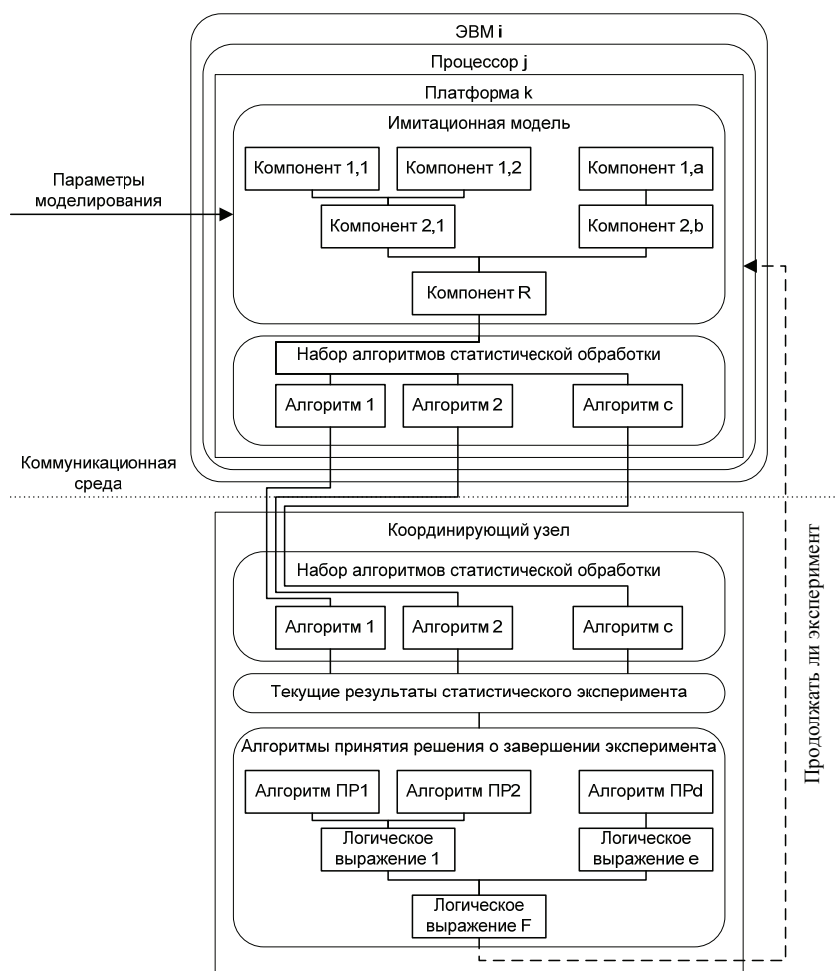 ЭВМ i
Процессор j
Платформа k
Имитационная модель
Компонент 1,1
Компонент 1,2
Компонент 1,a
Параметры
моделирования
Компонент 2,1
Компонент 2,b
Компонент R
Набор алгоритмов статистической обработки
Алгоритм 1
Алгоритм 2
Алгоритм c
Коммуникационная
среда
Координирующий узел
Набор алгоритмов статистической обработки
Алгоритм 1
Алгоритм 2
Алгоритм c
Текущие результаты статистического эксперимента
Алгоритмы принятия решения о завершении эксперимента
Алгоритм ПР1
Алгоритм ПР2
Алгоритм ПРd
Логическое
выражение 1
Логическое
выражение e
Логическое
выражение F
Продолжать ли эксперимент